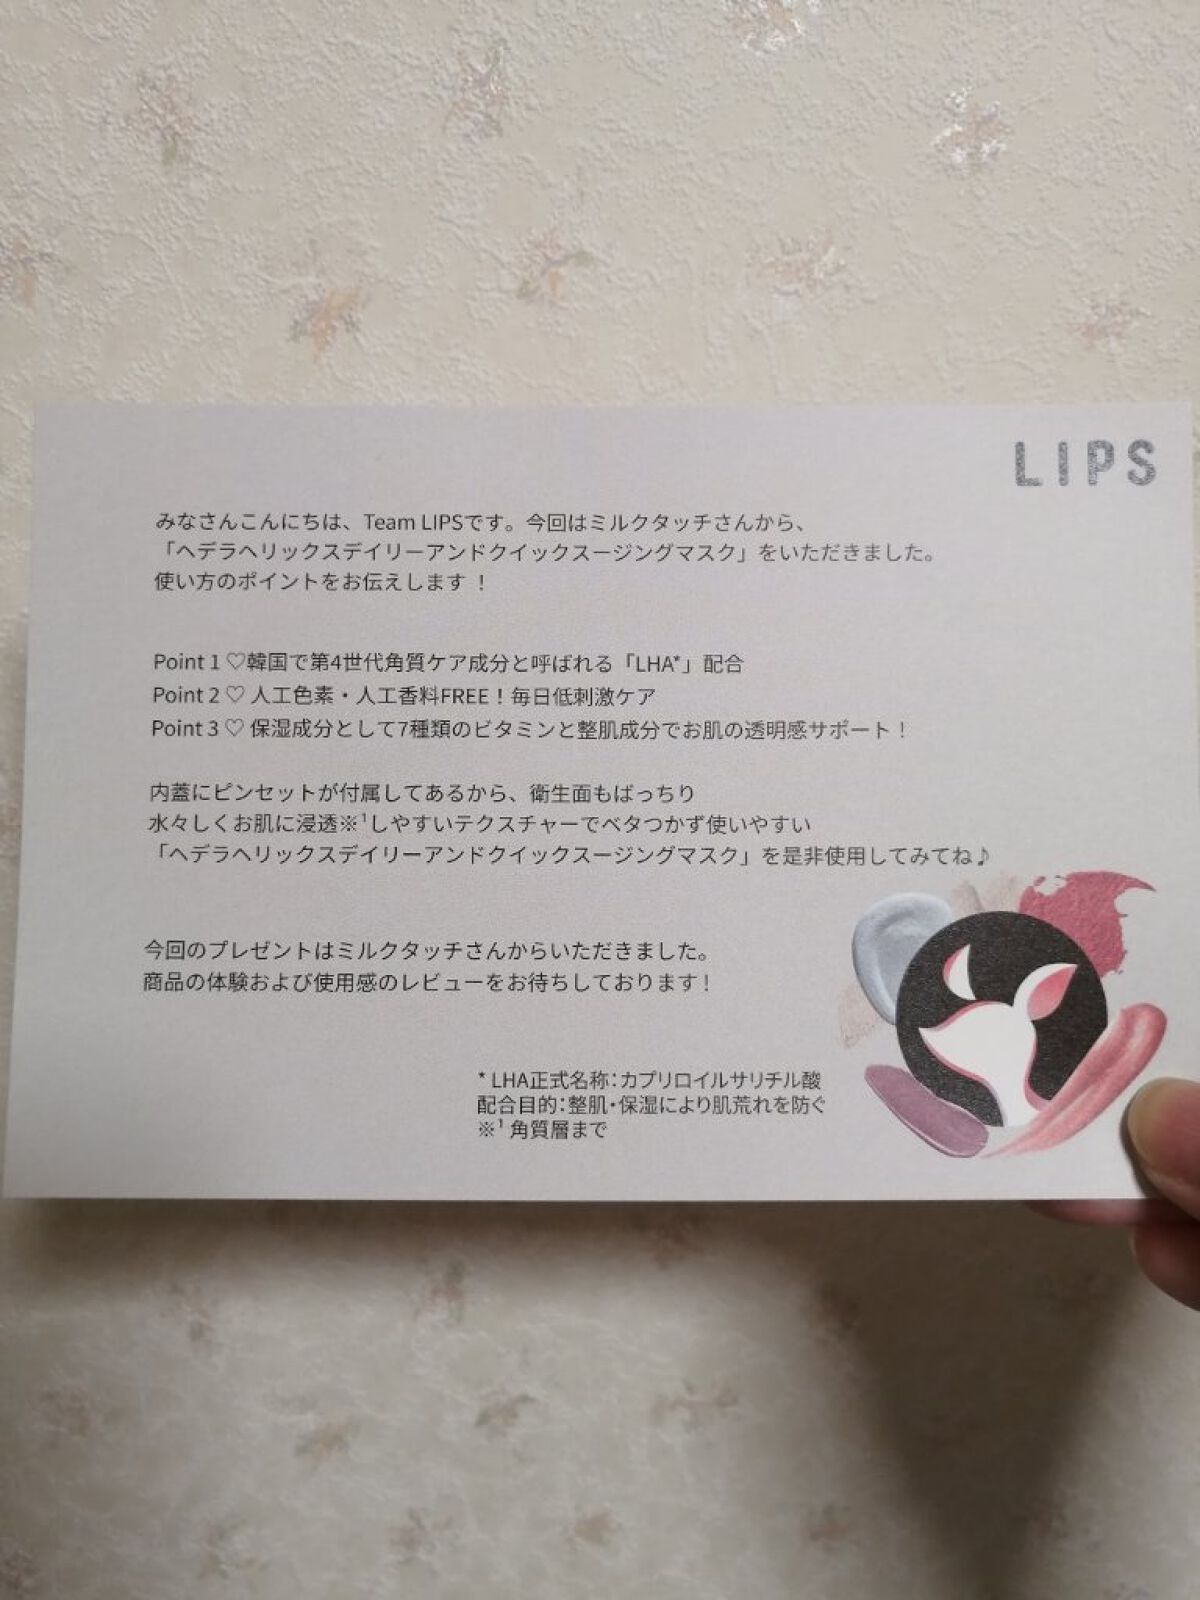 LIPS
みなさんこんにちは、Team LIPSです。今回はミルクタッチさんから、
「ヘデラヘリックスデイリーアンドクイックスージングマスク」をいただきました。
使い方のポイントをお伝えします！
Point 1 ♡韓国で第4世代角質ケア成分と呼ばれる「LHA*」配合
Point 2 ♡ 人工色素・人工香料FREE！毎日低刺激ケア
Point 3 ♡ 保湿成分として7種類のビタミンと整肌成分でお肌の透明感サポート！
内蓋にピンセットが付属してあるから、衛生面もばっちり
水々しくお肌に浸透※¹しやすいテクスチャーでベタつかず使いやすい
「ヘデラヘリックスデイリーアンドクイックスージングマスク」を是非使用してみてね♪
今回のプレゼントはミルクタッチさんからいただきました。
商品の体験および使用感のレビューをお待ちしております！
* LHA正式名称：カプリロイルサリチル酸
配合目的：整肌・保湿により肌荒れを防ぐ
※¹ 角質層まで